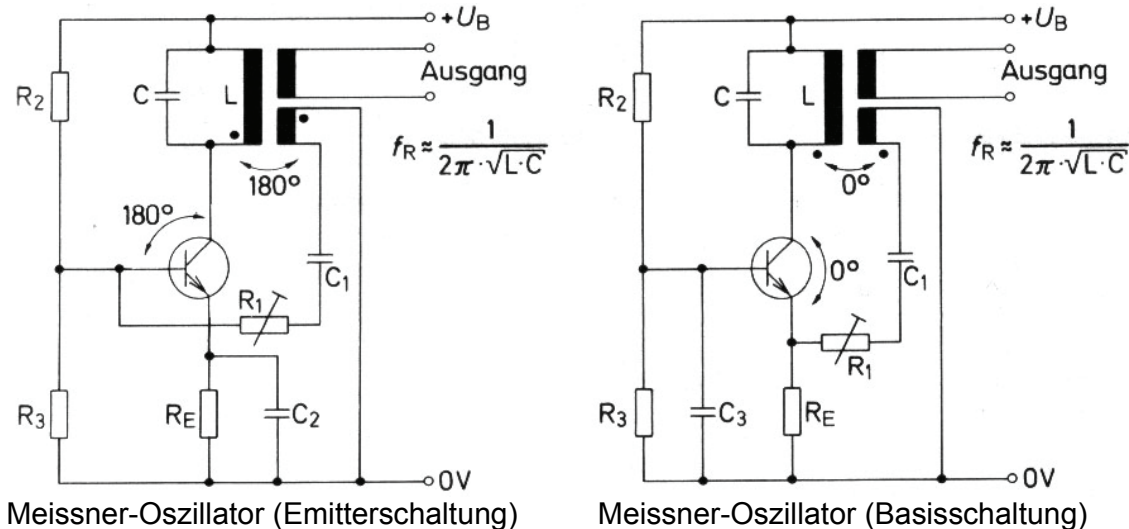 +U_B
Ausgang
R₂
C
L
f_R ≈ 1 / (2π · √(L·C))
180°
180°
C₁
R₁
R₃
R_E
C₂
0V
Meissner-Oszillator (Emitterschaltung)
+U_B
Ausgang
R₂
C
L
f_R ≈ 1 / (2π · √(L·C))
0°
0°
C₁
R₁
R₃
C₃
R_E
0V
Meissner-Oszillator (Basisschaltung)